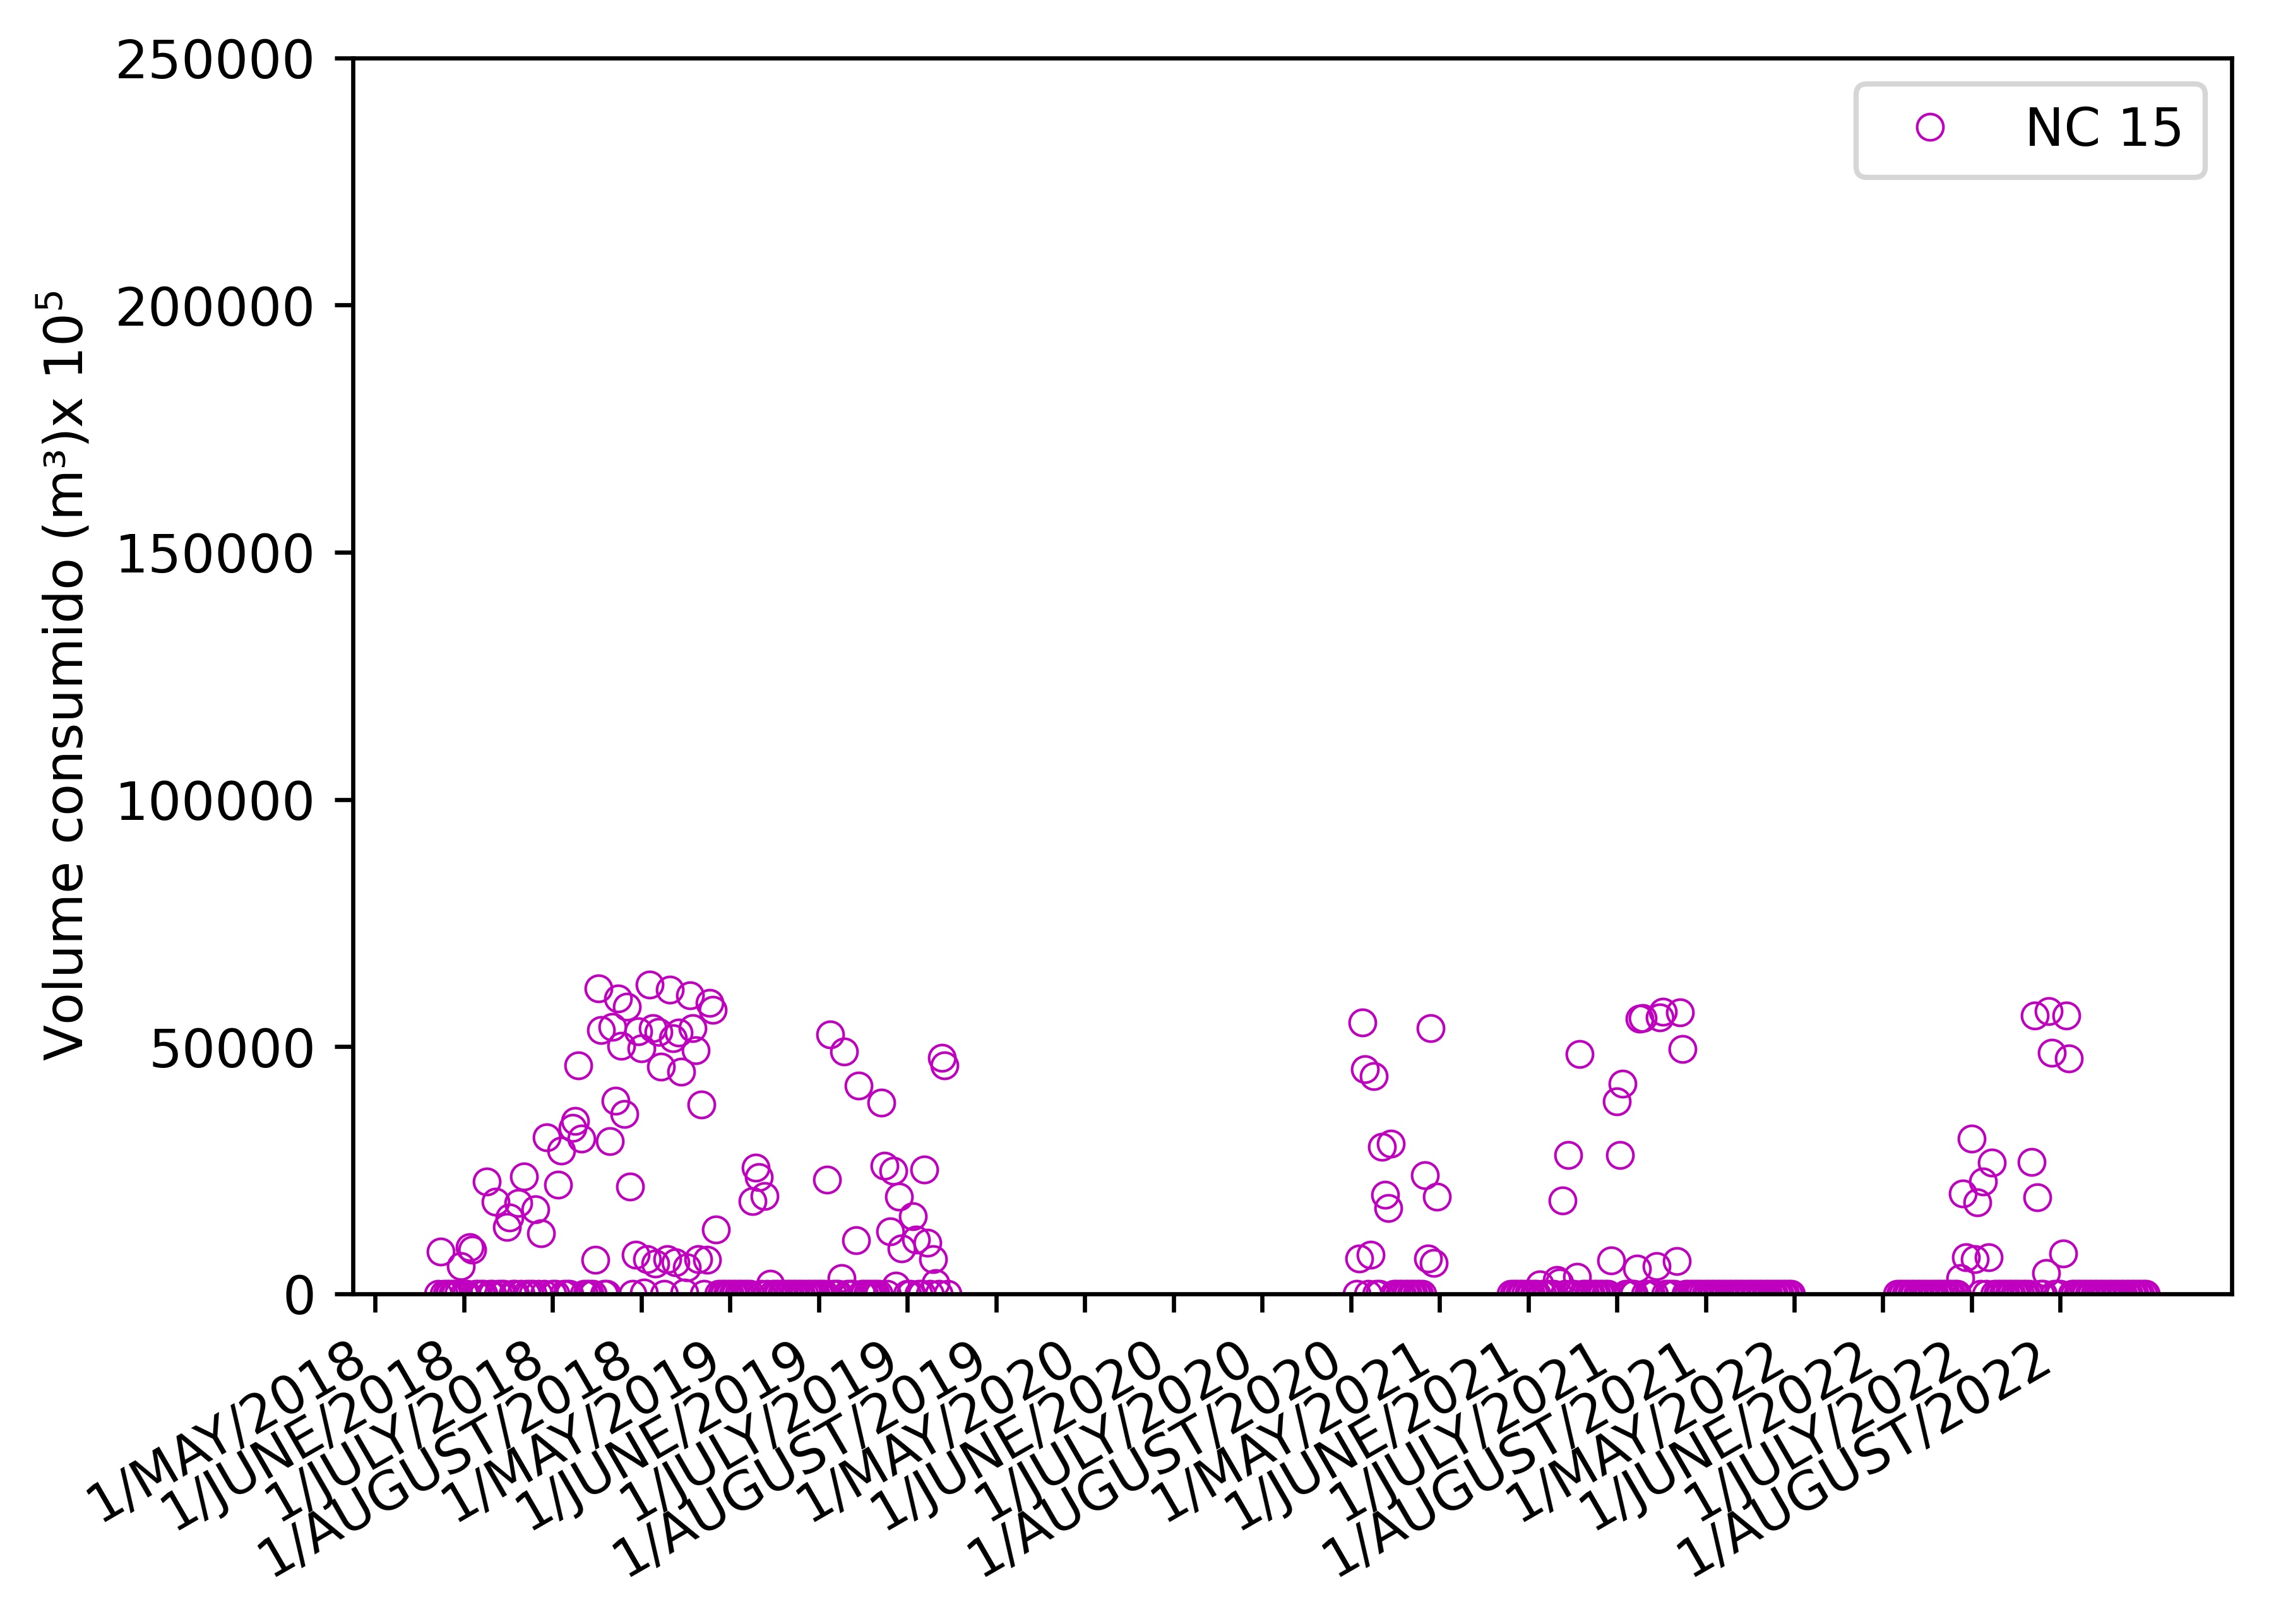 250000
200000
150000
100000
50000
0
Volume consumido (m³)x 10⁵
NC 15
1/MAY/2018
1/JUNE/2018
1/JULY/2018
1/AUGUST/2018
1/MAY/2019
1/JUNE/2019
1/JULY/2019
1/AUGUST/2019
1/MAY/2020
1/JUNE/2020
1/JULY/2020
1/AUGUST/2020
1/MAY/2021
1/JUNE/2021
1/JULY/2021
1/AUGUST/2021
1/MAY/2022
1/JUNE/2022
1/JULY/2022
1/AUGUST/2022